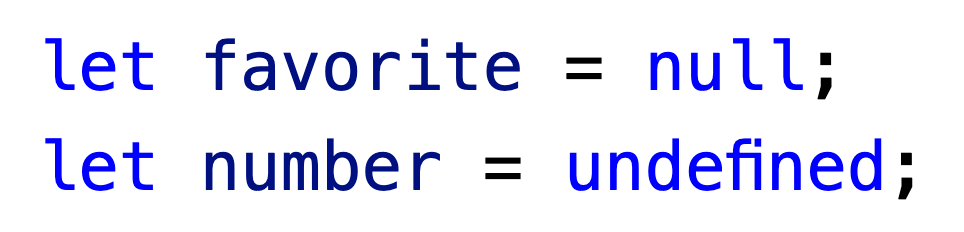 let favorite = null;
let number = undefined;